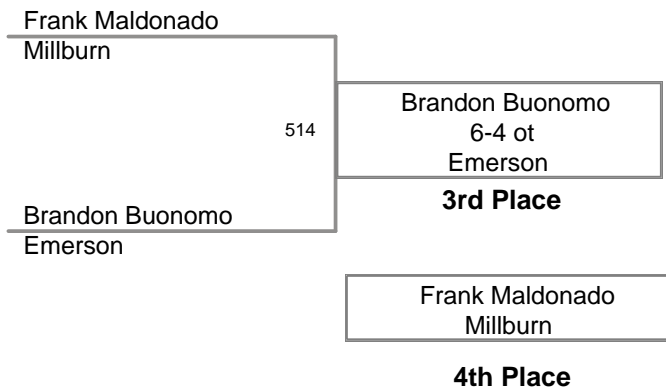 Frank Maldonado
Millburn
514
Brandon Buonomo
6-4 ot
Emerson
3rd Place
Brandon Buonomo
Emerson
Frank Maldonado
Millburn
4th Place